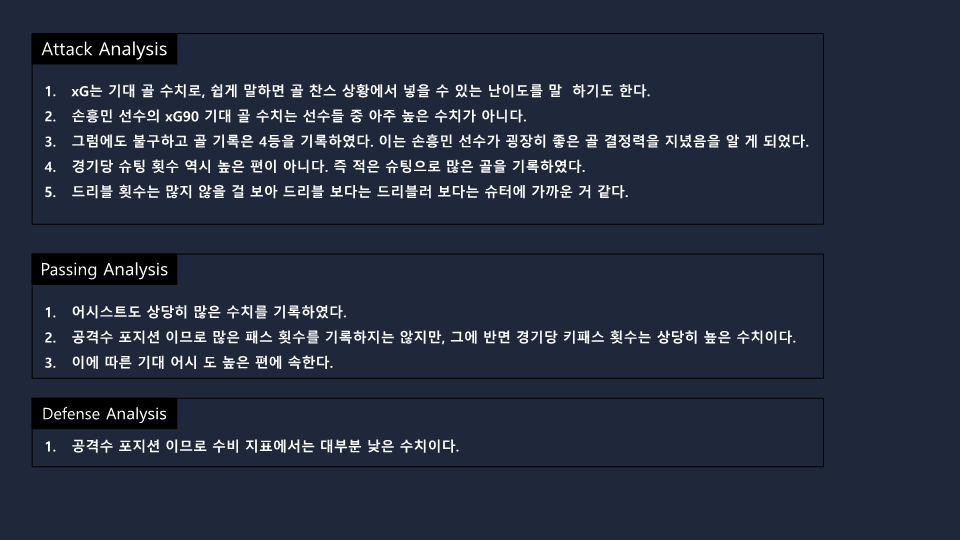 Attack Analysis
1. xG는 기대 골 수치로, 쉽게 말하면 골 찬스 상황에서 넣을 수 있는 난이도를 말  하기도 한다.
2. 손흥민 선수의 xG90 기대 골 수치는 선수들 중 아주 높은 수치가 아니다.
3. 그럼에도 불구하고 골 기록은 4등을 기록하였다. 이는 손흥민 선수가 굉장히 좋은 골 결정력을 지녔음을 알 게 되었다.
4. 경기당 슈팅 횟수 역시 높은 편이 아니다. 즉 적은 슈팅으로 많은 골을 기록하였다.
5. 드리블 횟수는 많지 않을 걸 보아 드리블 보다는 드리블러 보다는 슈터에 가까운 거 같다.
Passing Analysis
1. 어시스트도 상당히 많은 수치를 기록하였다.
2. 공격수 포지션 이므로 많은 패스 횟수를 기록하지는 않지만, 그에 반면 경기당 키패스 횟수는 상당히 높은 수치이다.
3. 이에 따른 기대 어시 도 높은 편에 속한다.
Defense Analysis
1. 공격수 포지션 이므로 수비 지표에서는 대부분 낮은 수치이다.